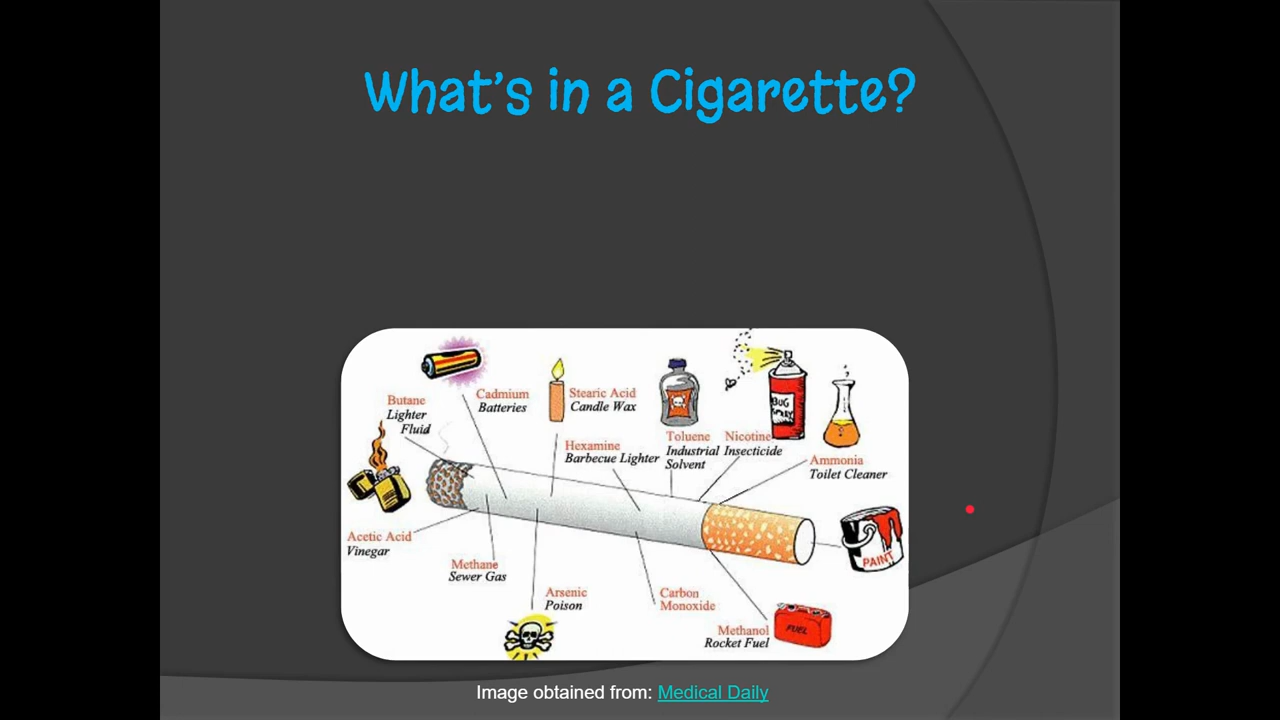 What's in a Cigarette?
Butane
Lighter
Fluid
Cadmium
Batteries
Stearic Acid
Candle Wax
Hexamine
Barbecue Lighter
Toluene
Industrial
Solvent
Nicotine
Insecticide
BUG
SPRAY
Ammonia
Toilet Cleaner
PAINT
Acetic Acid
Vinegar
Methane
Sewer Gas
Arsenic
Poison
Carbon
Monoxide
Methanol
Rocket Fuel
FUEL
Image obtained from: Medical Daily